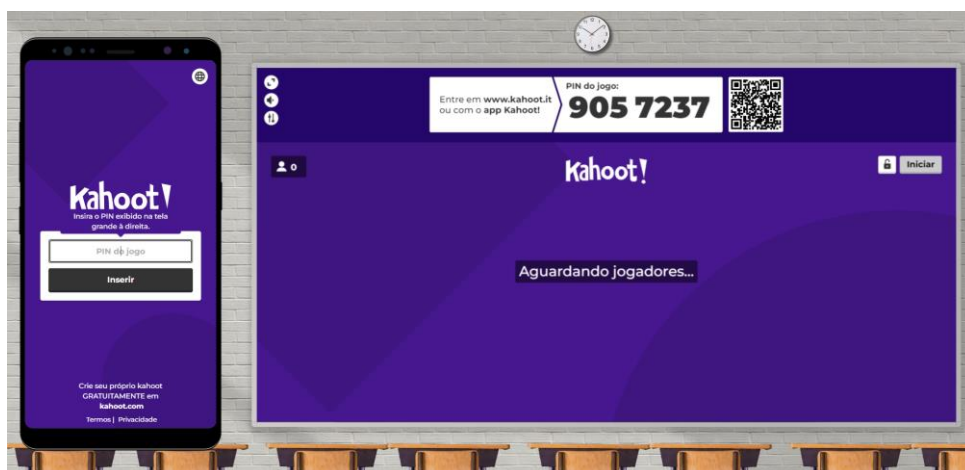 Kahoot!
Insira o PIN exibido na tela
grande à direita.
PIN do jogo
Inserir
Crie seu próprio kahoot
GRATUITAMENTE em
kahoot.com
Termos | Privacidade
Entre em www.kahoot.it
ou com o app Kahoot!
PIN do jogo:
905 7237
0
Kahoot!
Iniciar
Aguardando jogadores...